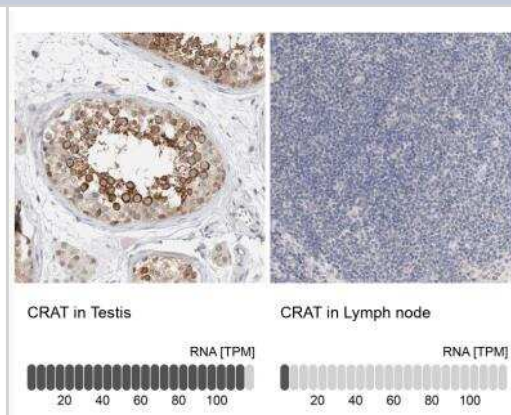 CRAT in Testis
RNA [TPM]
20 40 60 80 100
CRAT in Lymph node
RNA [TPM]
20 40 60 80 100